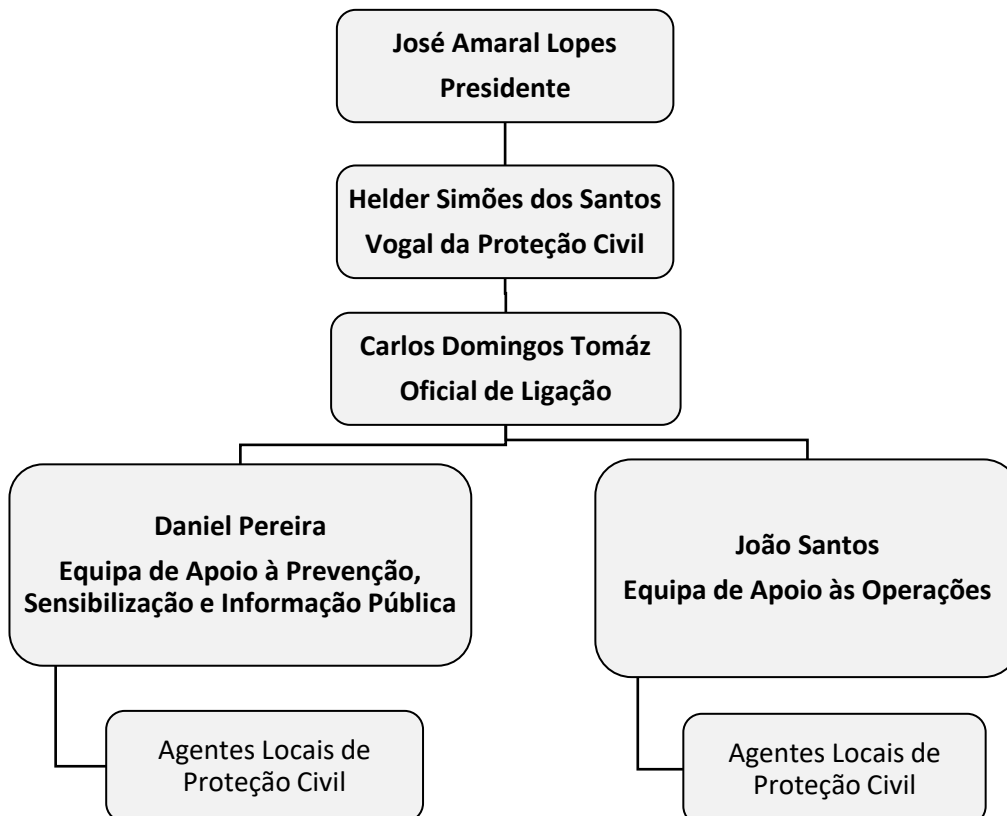 José Amaral Lopes
Presidente
Helder Simões dos Santos
Vogal da Proteção Civil
Carlos Domingos Tomáz
Oficial de Ligação
Daniel Pereira
Equipa de Apoio à Prevenção,
Sensibilização e Informação Pública
João Santos
Equipa de Apoio às Operações
Agentes Locais de
Proteção Civil
Agentes Locais de
Proteção Civil